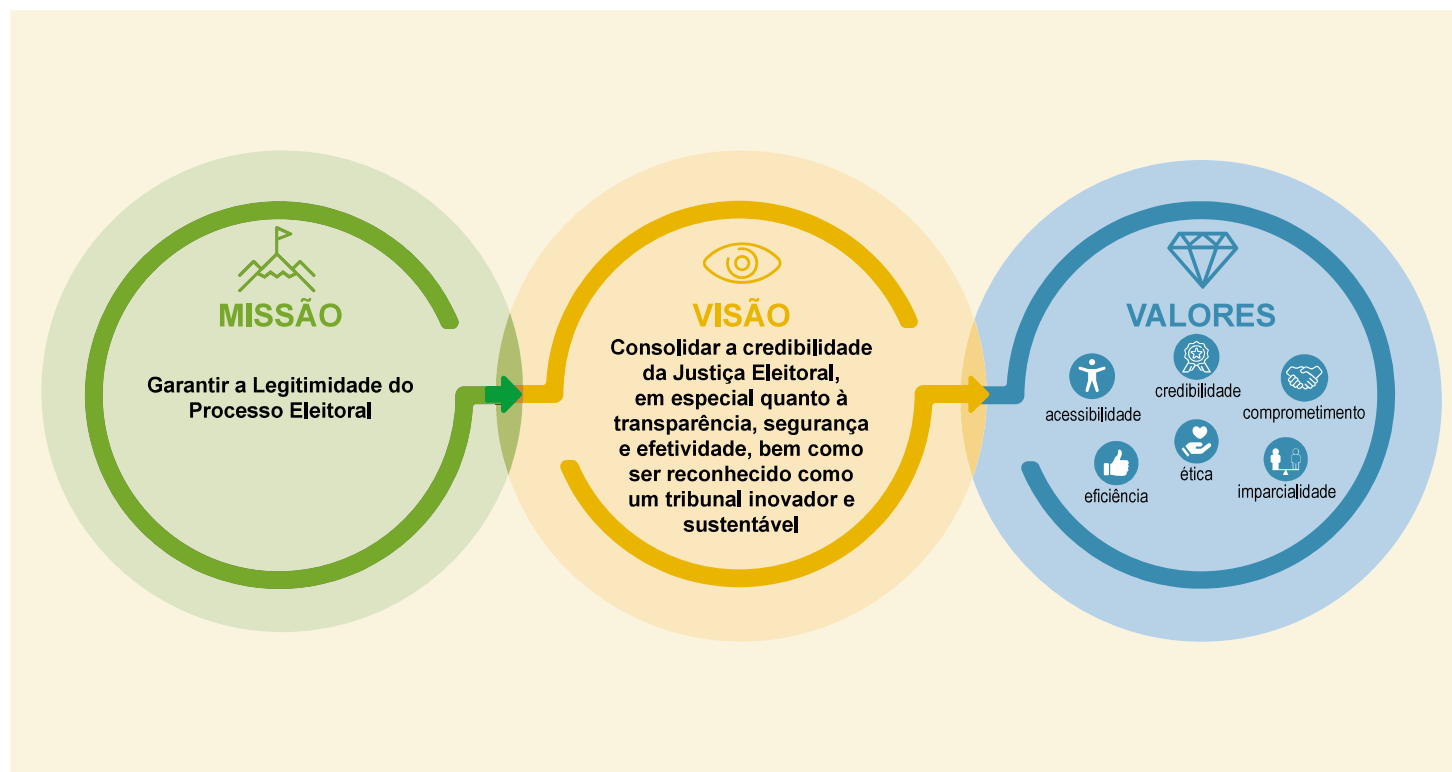 MISSÃO
Garantir a Legitimidade do
Processo Eleitoral
VISÃO
Consolidar a credibilidade
da Justiça Eleitoral,
em especial quanto à
transparência, segurança
e efetividade, bem como
ser reconhecido como
um tribunal inovador e
sustentável
VALORES
acessibilidade
credibilidade
comprometimento
eficiência
ética
imparcialidade